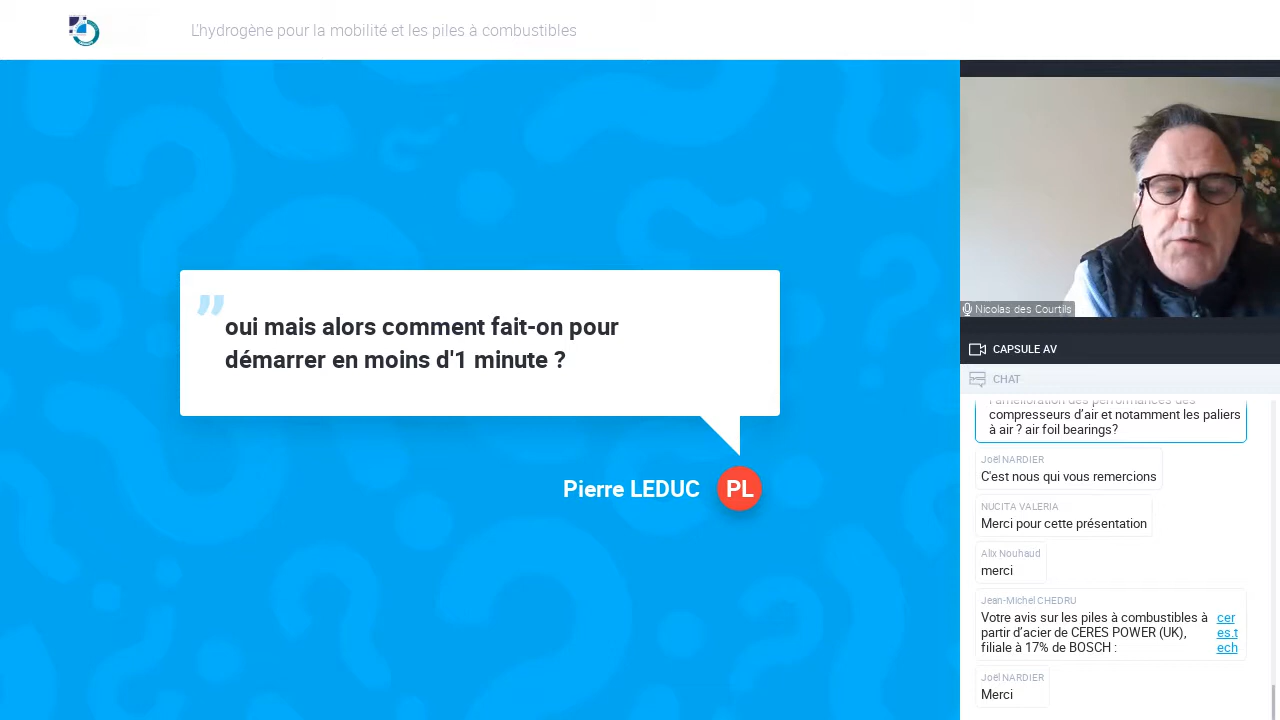 L'hydrogène pour la mobilité et les piles à combustibles
"
oui mais alors comment fait-on pour
démarrer en moins d'1 minute ?
Pierre LEDUC
PL
Nicolas des Courtils
CAPSULE AV
CHAT
l'amélioration des performances des
compresseurs d'air et notamment les paliers
à air ? air foil bearings?
Joël NARDIER
C'est nous qui vous remercions
NUCITA VALERIA
Merci pour cette présentation
Alix Nouhaud
merci
Jean-Michel CHEDRU
Votre avis sur les piles à combustibles à
partir d'acier de CERES POWER (UK),
filiale à 17% de BOSCH :
cer
es.t
ech
Joël NARDIER
Merci